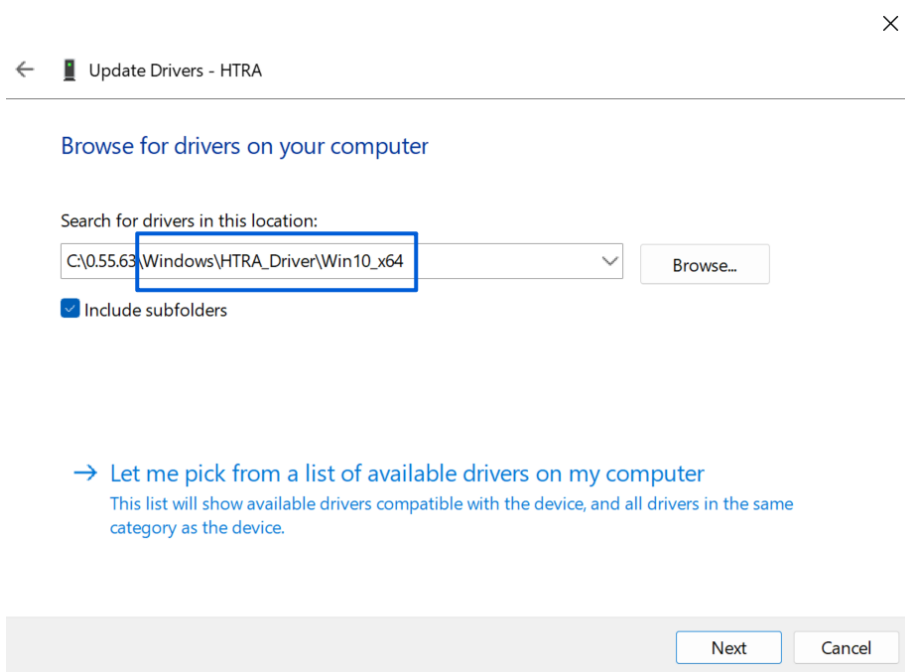 Update Drivers - HTRA
Browse for drivers on your computer
Search for drivers in this location:
C:\0.55.63\Windows\HTRA_Driver\Win10_x64
Browse...
Include subfolders
Let me pick from a list of available drivers on my computer
This list will show available drivers compatible with the device, and all drivers in the same
category as the device.
Next
Cancel